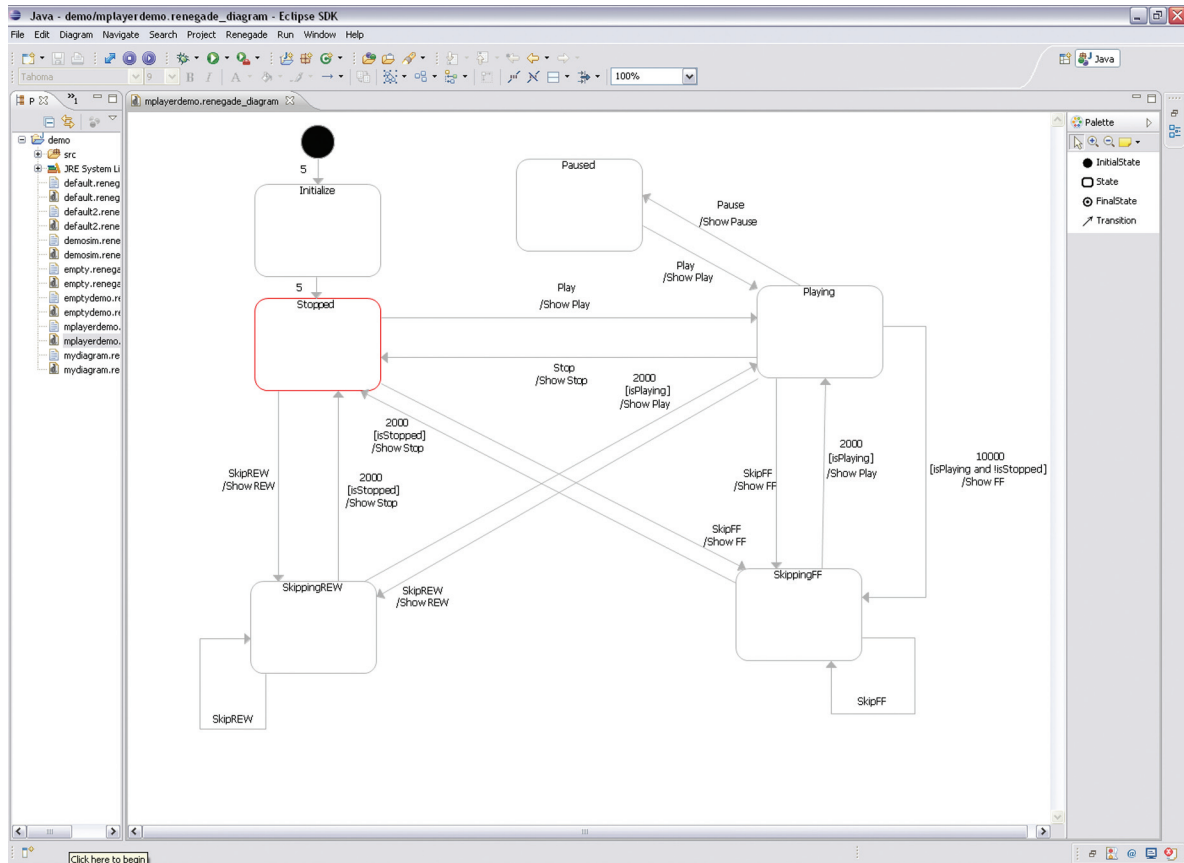 Java - demo/mplayerdemo.renegade_diagram - Eclipse SDK
File Edit Diagram Navigate Search Project Renegade Run Window Help
Tahoma 9 B I A 100%
Java
P »1
mplayerdemo.renegade_diagram
demo
src
JRE System Li
default.reneg
default.reneg
default2.rene
default2.rene
demosim.rene
demosim.rene
empty.renega
empty.renega
emptydemo.re
emptydemo.re
mplayerdemo.
mplayerdemo.
mydiagram.re
mydiagram.re
5
Initialize
5
Stopped
Paused
Pause
/Show Pause
Play
/Show Play
Play
/Show Play
Playing
Stop
/Show Stop
2000
[isPlaying]
/Show Play
2000
[isStopped]
/Show Stop
SkipREW
/Show REW
2000
[isStopped]
/Show Stop
SkipFF
/Show FF
2000
[isPlaying]
/Show Play
10000
[isPlaying and !isStopped]
/Show FF
SkipFF
/Show FF
SkippingREW
SkipREW
/Show REW
SkippingFF
SkipREW
SkipFF
Palette
InitialState
State
FinalState
Transition
Click here to begin